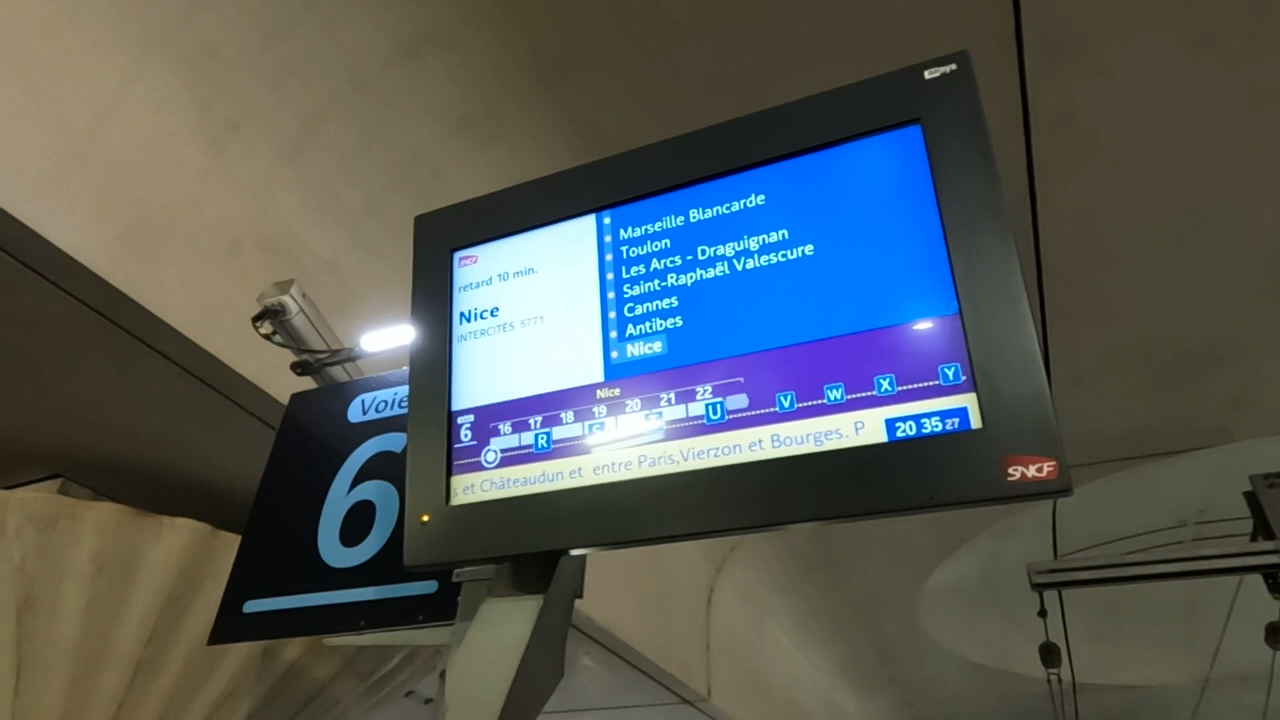 SNCF
retard 10 min.
Nice
INTERCITÉS 5771
Marseille Blancarde
Toulon
Les Arcs - Draguignan
Saint-Raphaël Valescure
Cannes
Antibes
Nice
Nice
6
16 17 18 19 20 21 22
R U V W X Y
s et Châteaudun et entre Paris,Vierzon et Bourges. P
20 35 27
SNCF
Voie
6